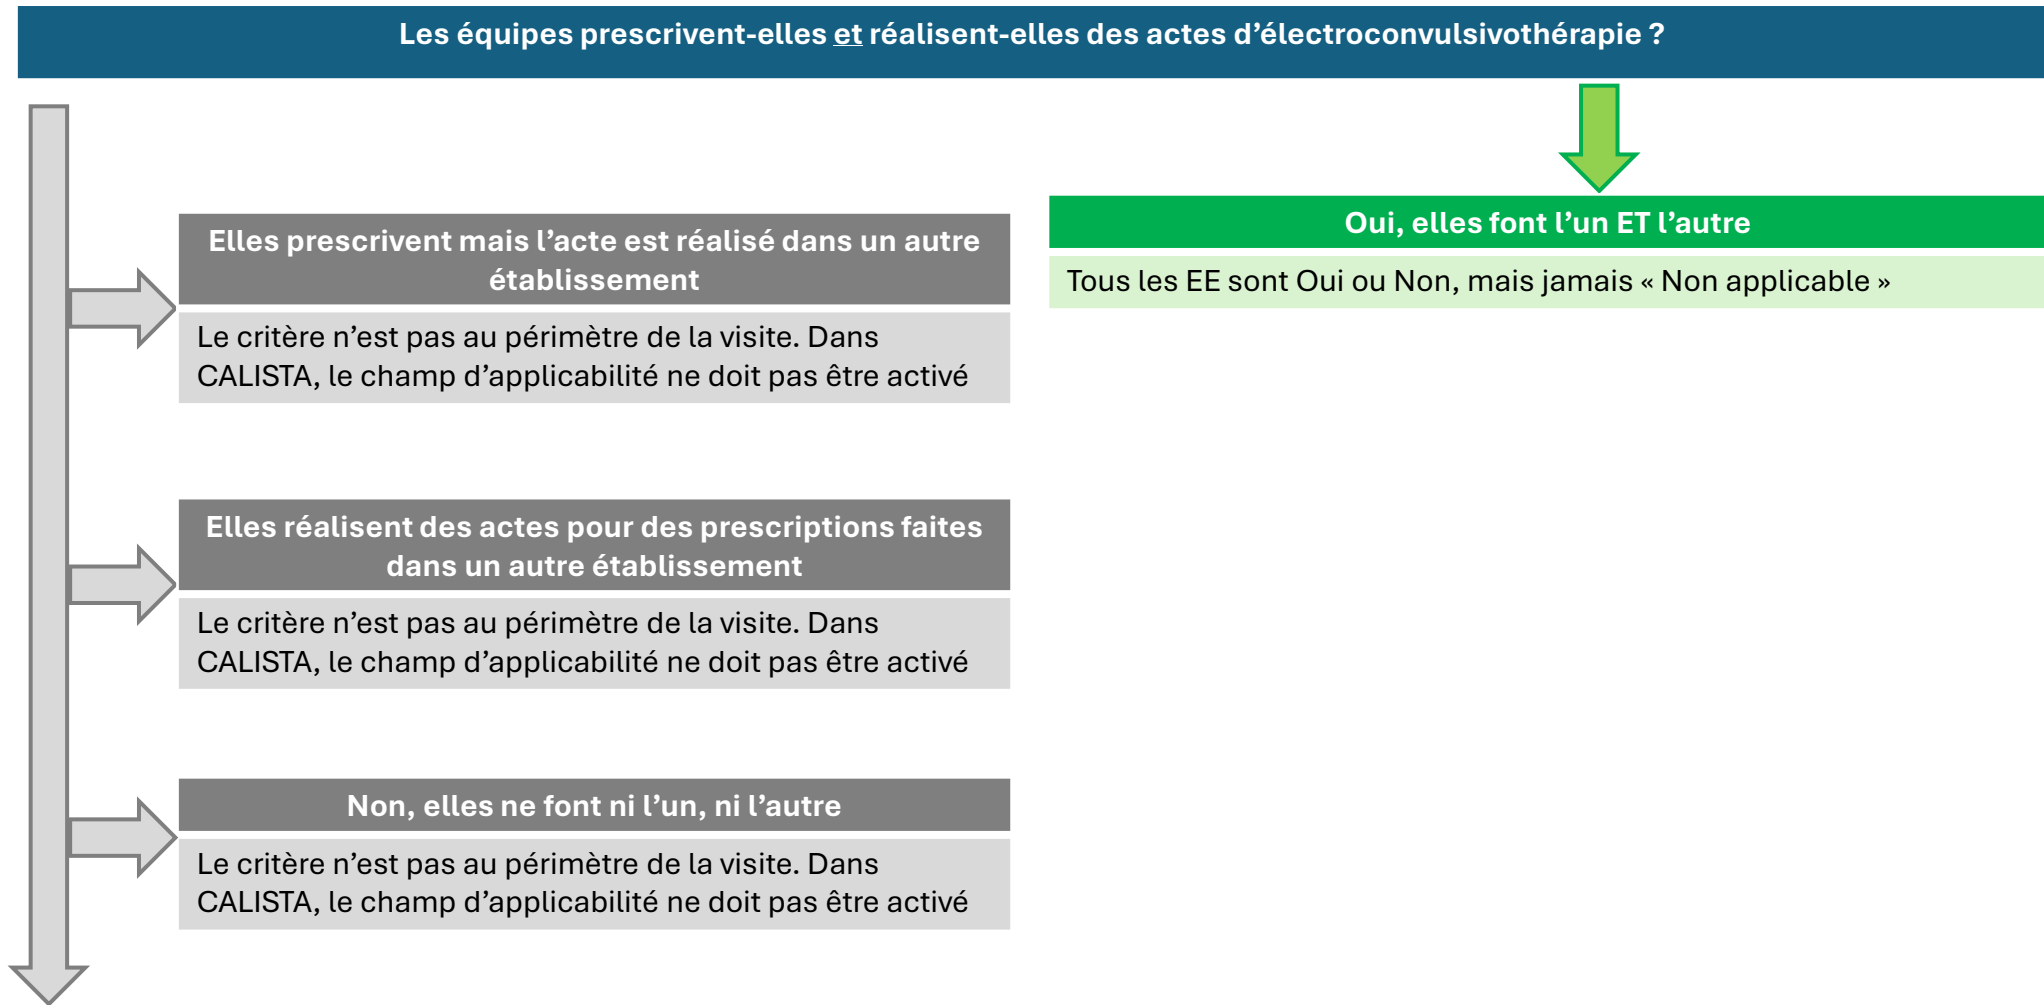 Les équipes prescrivent-elles et réalisent-elles des actes d’électroconvulsivothérapie ?
Elles prescrivent mais l’acte est réalisé dans un autre
établissement
Le critère n’est pas au périmètre de la visite. Dans
CALISTA, le champ d’applicabilité ne doit pas être activé
Elles réalisent des actes pour des prescriptions faites
dans un autre établissement
Le critère n’est pas au périmètre de la visite. Dans
CALISTA, le champ d’applicabilité ne doit pas être activé
Non, elles ne font ni l’un, ni l’autre
Le critère n’est pas au périmètre de la visite. Dans
CALISTA, le champ d’applicabilité ne doit pas être activé
Oui, elles font l’un ET l’autre
Tous les EE sont Oui ou Non, mais jamais « Non applicable »